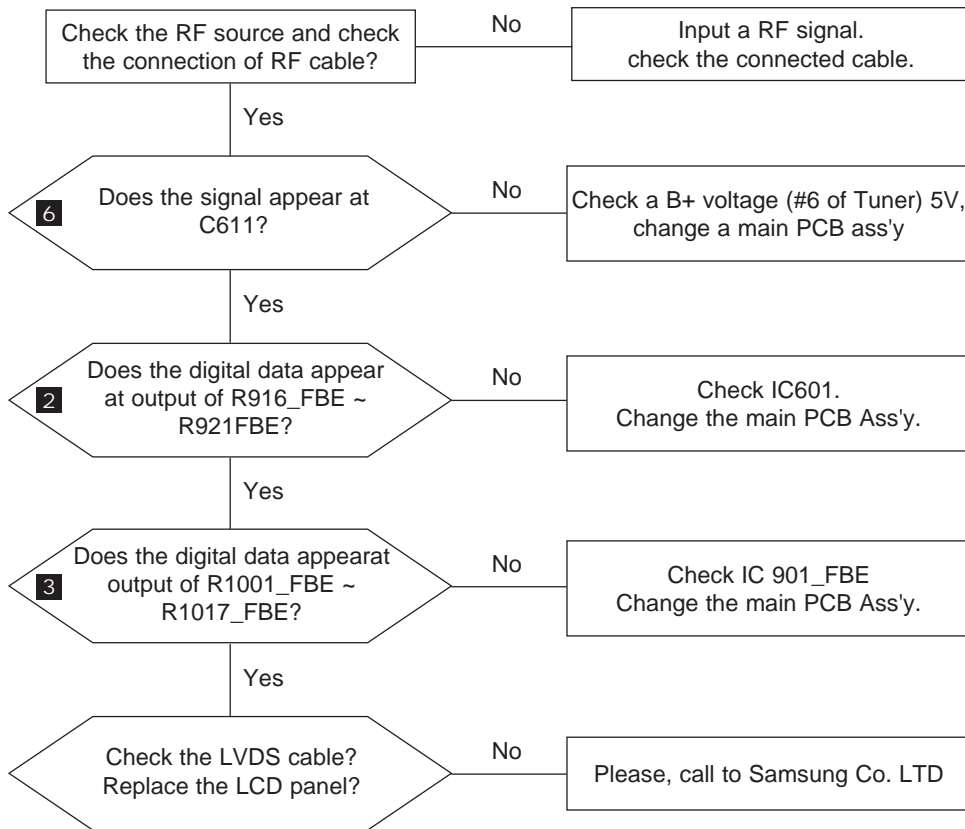 Check the RF source and check
the connection of RF cable?
No
Input a RF signal.
check the connected cable.
Yes
6
Does the signal appear at
C611?
No
Check a B+ voltage (#6 of Tuner) 5V,
change a main PCB ass'y
Yes
2
Does the digital data appear
at output of R916_FBE ~
R921FBE?
No
Check IC601.
Change the main PCB Ass'y.
Yes
3
Does the digital data appearat
output of R1001_FBE ~
R1017_FBE?
No
Check IC 901_FBE
Change the main PCB Ass'y.
Yes
Check the LVDS cable?
Replace the LCD panel?
No
Please, call to Samsung Co. LTD